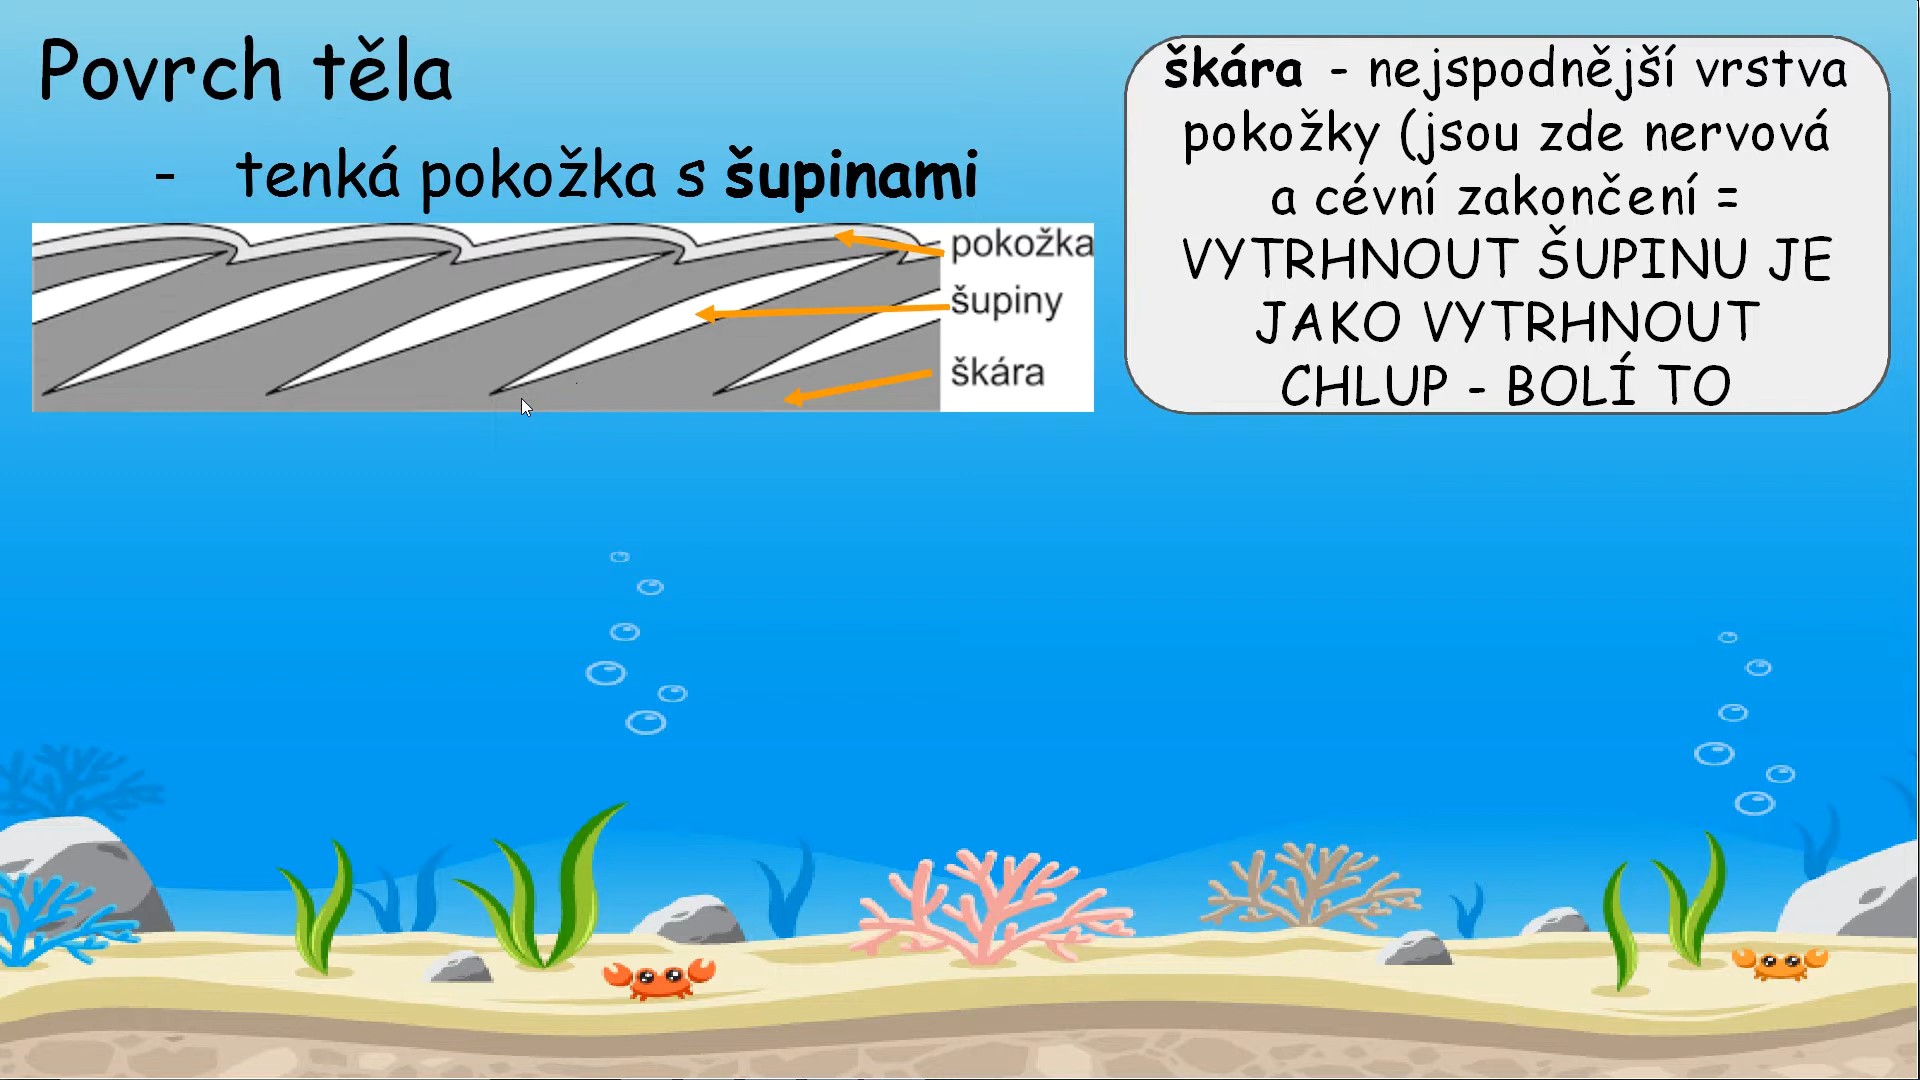 Povrch těla
- tenká pokožka s šupinami
pokožka
šupiny
škára
škára - nejspodnější vrstva
pokožky (jsou zde nervová
a cévní zakončení =
VYTRHNOUT ŠUPINU JE
JAKO VYTRHNOUT
CHLUP - BOLÍ TO